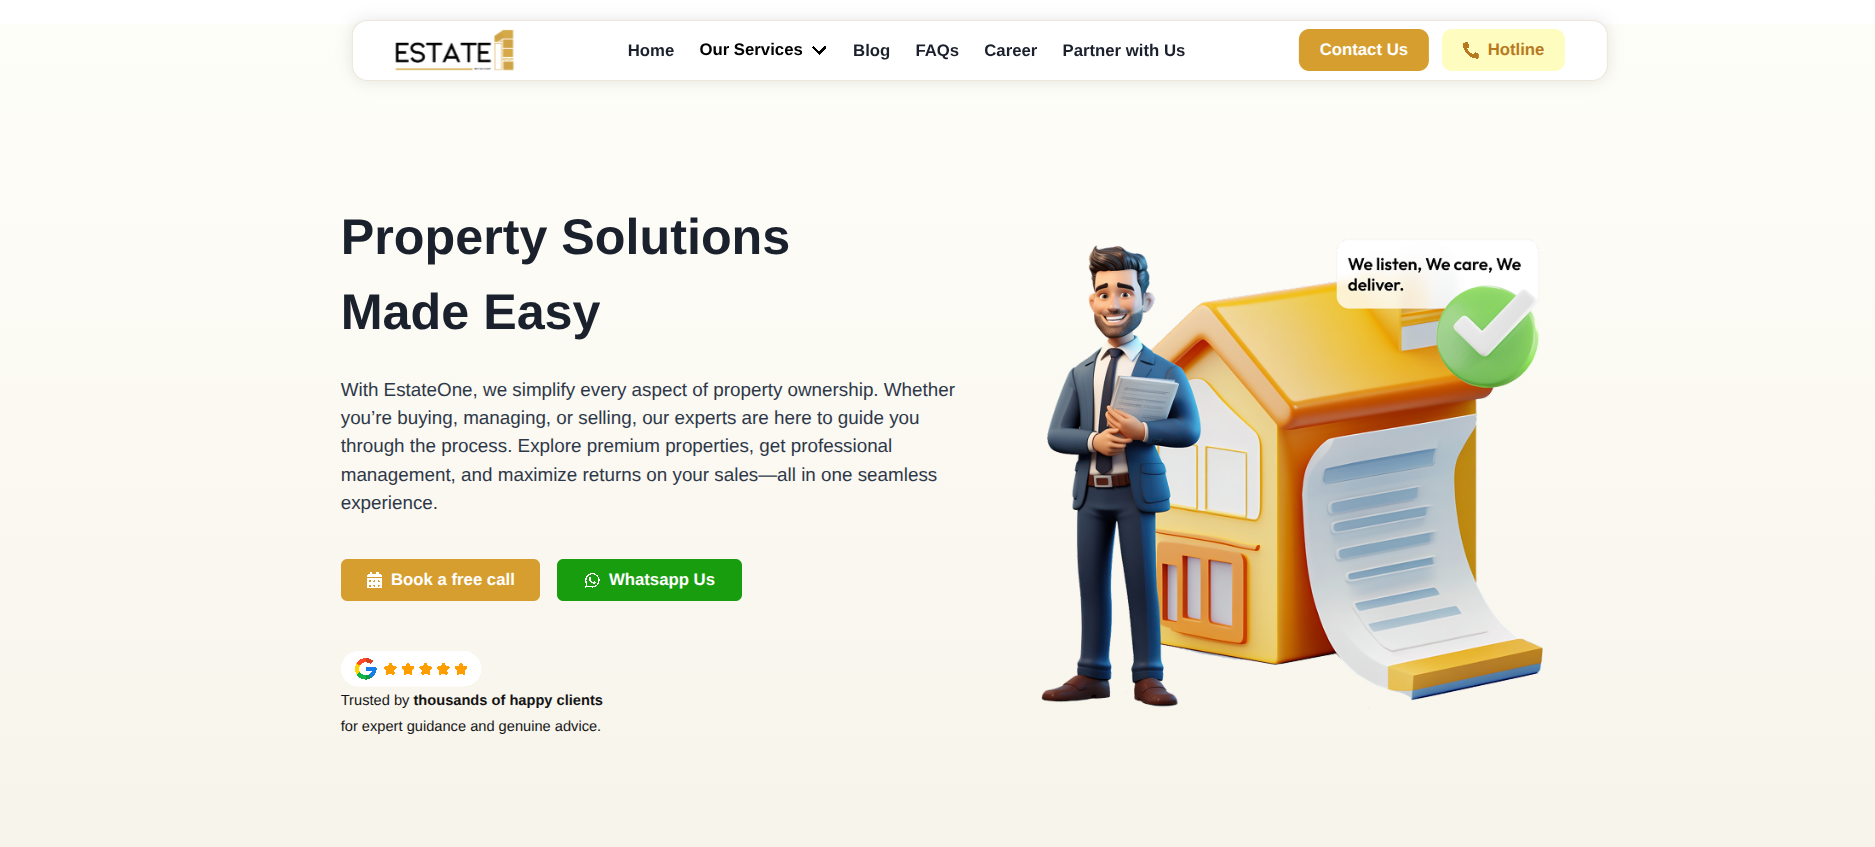 ESTATE1
Home
Our Services
Blog
FAQs
Career
Partner with Us
Contact Us
Hotline
Property Solutions
Made Easy
With EstateOne, we simplify every aspect of property ownership. Whether
you’re buying, managing, or selling, our experts are here to guide you
through the process. Explore premium properties, get professional
management, and maximize returns on your sales—all in one seamless
experience.
Book a free call
Whatsapp Us
G
Trusted by thousands of happy clients
for expert guidance and genuine advice.
We listen, We care, We
deliver.